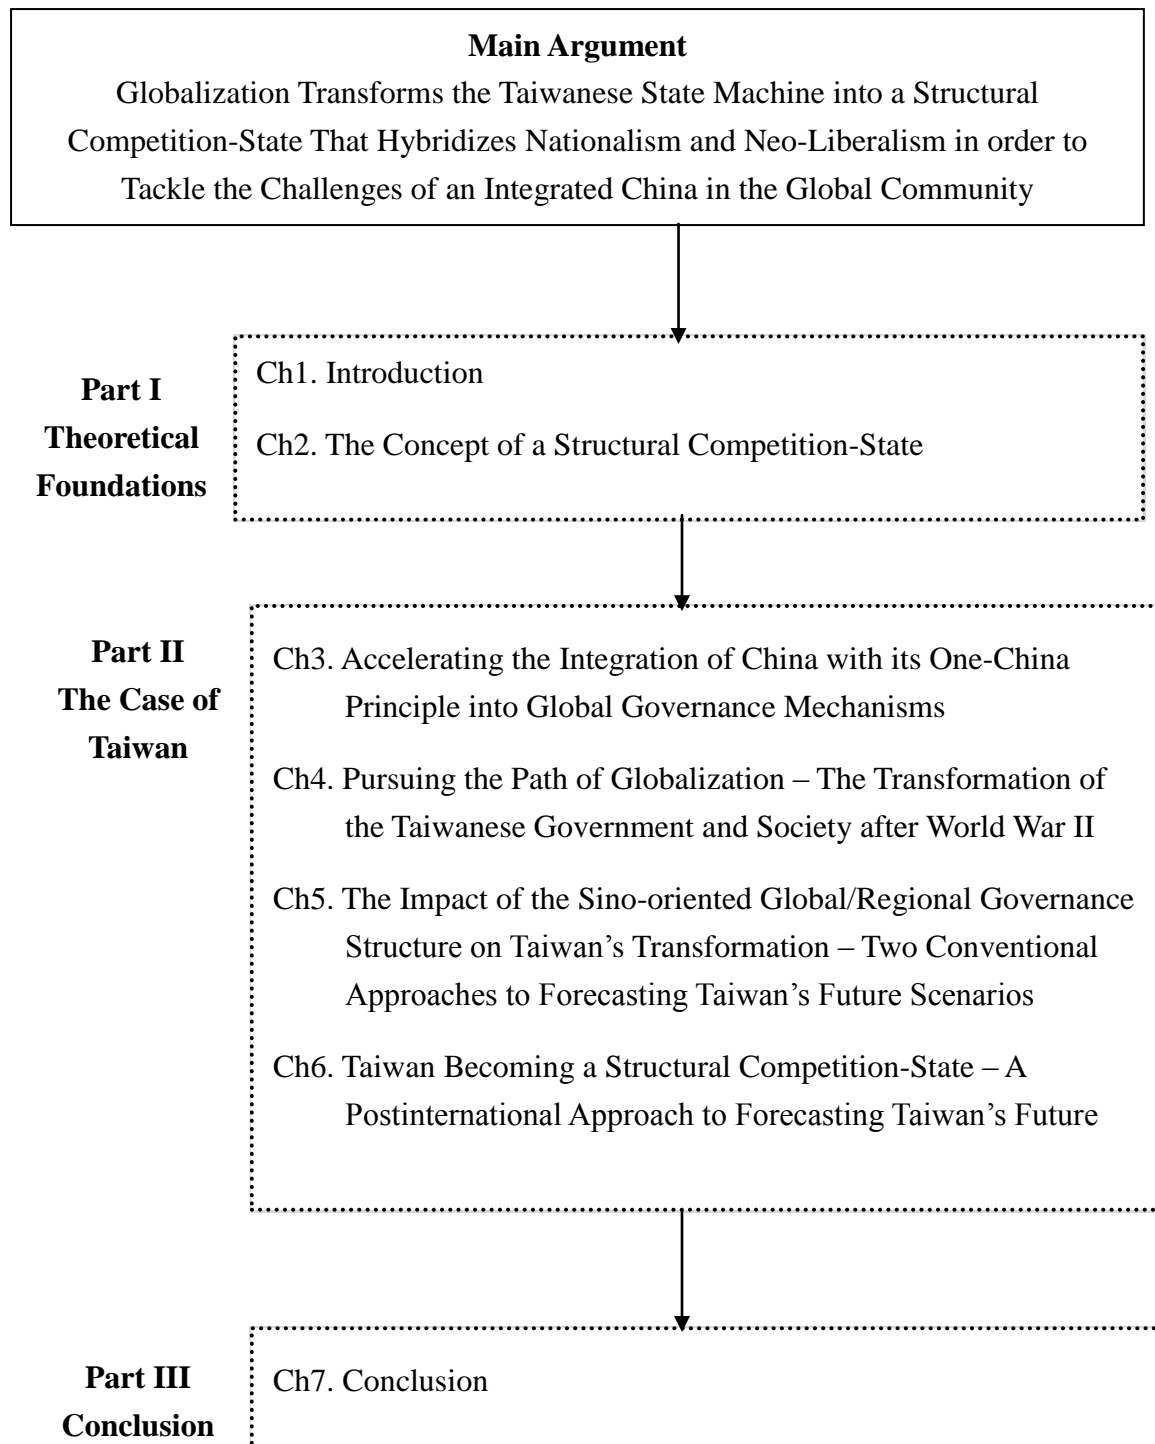 Main Argument
Globalization Transforms the Taiwanese State Machine into a Structural
Competition-State That Hybridizes Nationalism and Neo-Liberalism in order to
Tackle the Challenges of an Integrated China in the Global Community
Part I
Theoretical
Foundations
Ch1. Introduction
Ch2. The Concept of a Structural Competition-State
Part II
The Case of
Taiwan
Ch3. Accelerating the Integration of China with its One-China
Principle into Global Governance Mechanisms
Ch4. Pursuing the Path of Globalization – The Transformation of
the Taiwanese Government and Society after World War II
Ch5. The Impact of the Sino-oriented Global/Regional Governance
Structure on Taiwan’s Transformation – Two Conventional
Approaches to Forecasting Taiwan’s Future Scenarios
Ch6. Taiwan Becoming a Structural Competition-State – A
Postinternational Approach to Forecasting Taiwan’s Future
Part III
Conclusion
Ch7. Conclusion